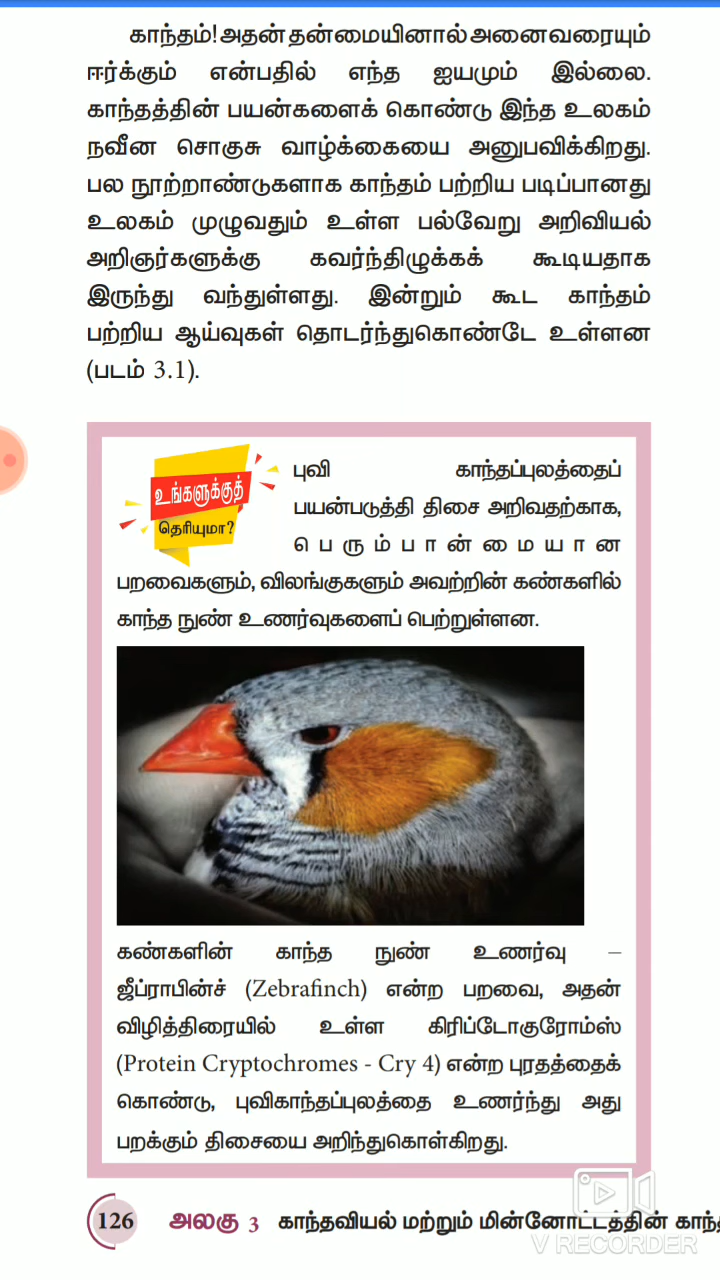 காந்தம்! அதன் தன்மையினால் அனைவரையும்
ஈர்க்கும் என்பதில் எந்த ஐயமும் இல்லை.
காந்தத்தின் பயன்களைக் கொண்டு இந்த உலகம்
நவீன சொகுசு வாழ்க்கையை அனுபவிக்கிறது.
பல நூற்றாண்டுகளாக காந்தம் பற்றிய படிப்பானது
உலகம் முழுவதும் உள்ள பல்வேறு அறிவியல்
அறிஞர்களுக்கு கவர்ந்திழுக்கக் கூடியதாக
இருந்து வந்துள்ளது. இன்றும் கூட காந்தம்
பற்றிய ஆய்வுகள் தொடர்ந்துகொண்டே உள்ளன
(படம் 3.1).
உங்களுக்குத்
தெரியுமா?
புவி காந்தப்புலத்தைப்
பயன்படுத்தி திசை அறிவதற்காக,
பெரும்பான்மையான
பறவைகளும், விலங்குகளும் அவற்றின் கண்களில்
காந்த நுண் உணர்வுகளைப் பெற்றுள்ளன.
கண்களின் காந்த நுண் உணர்வு –
ஜீப்ராபின்ச் (Zebrafinch) என்ற பறவை, அதன்
விழித்திரையில் உள்ள கிரிப்டோகுரோம்ஸ்
(Protein Cryptochromes - Cry 4) என்ற புரதத்தைக்
கொண்டு, புவிகாந்தப்புலத்தை உணர்ந்து அது
பறக்கும் திசையை அறிந்துகொள்கிறது.
126 அலகு 3 காந்தவியல் மற்றும் மின்னோட்டத்தின்
V RECORDER